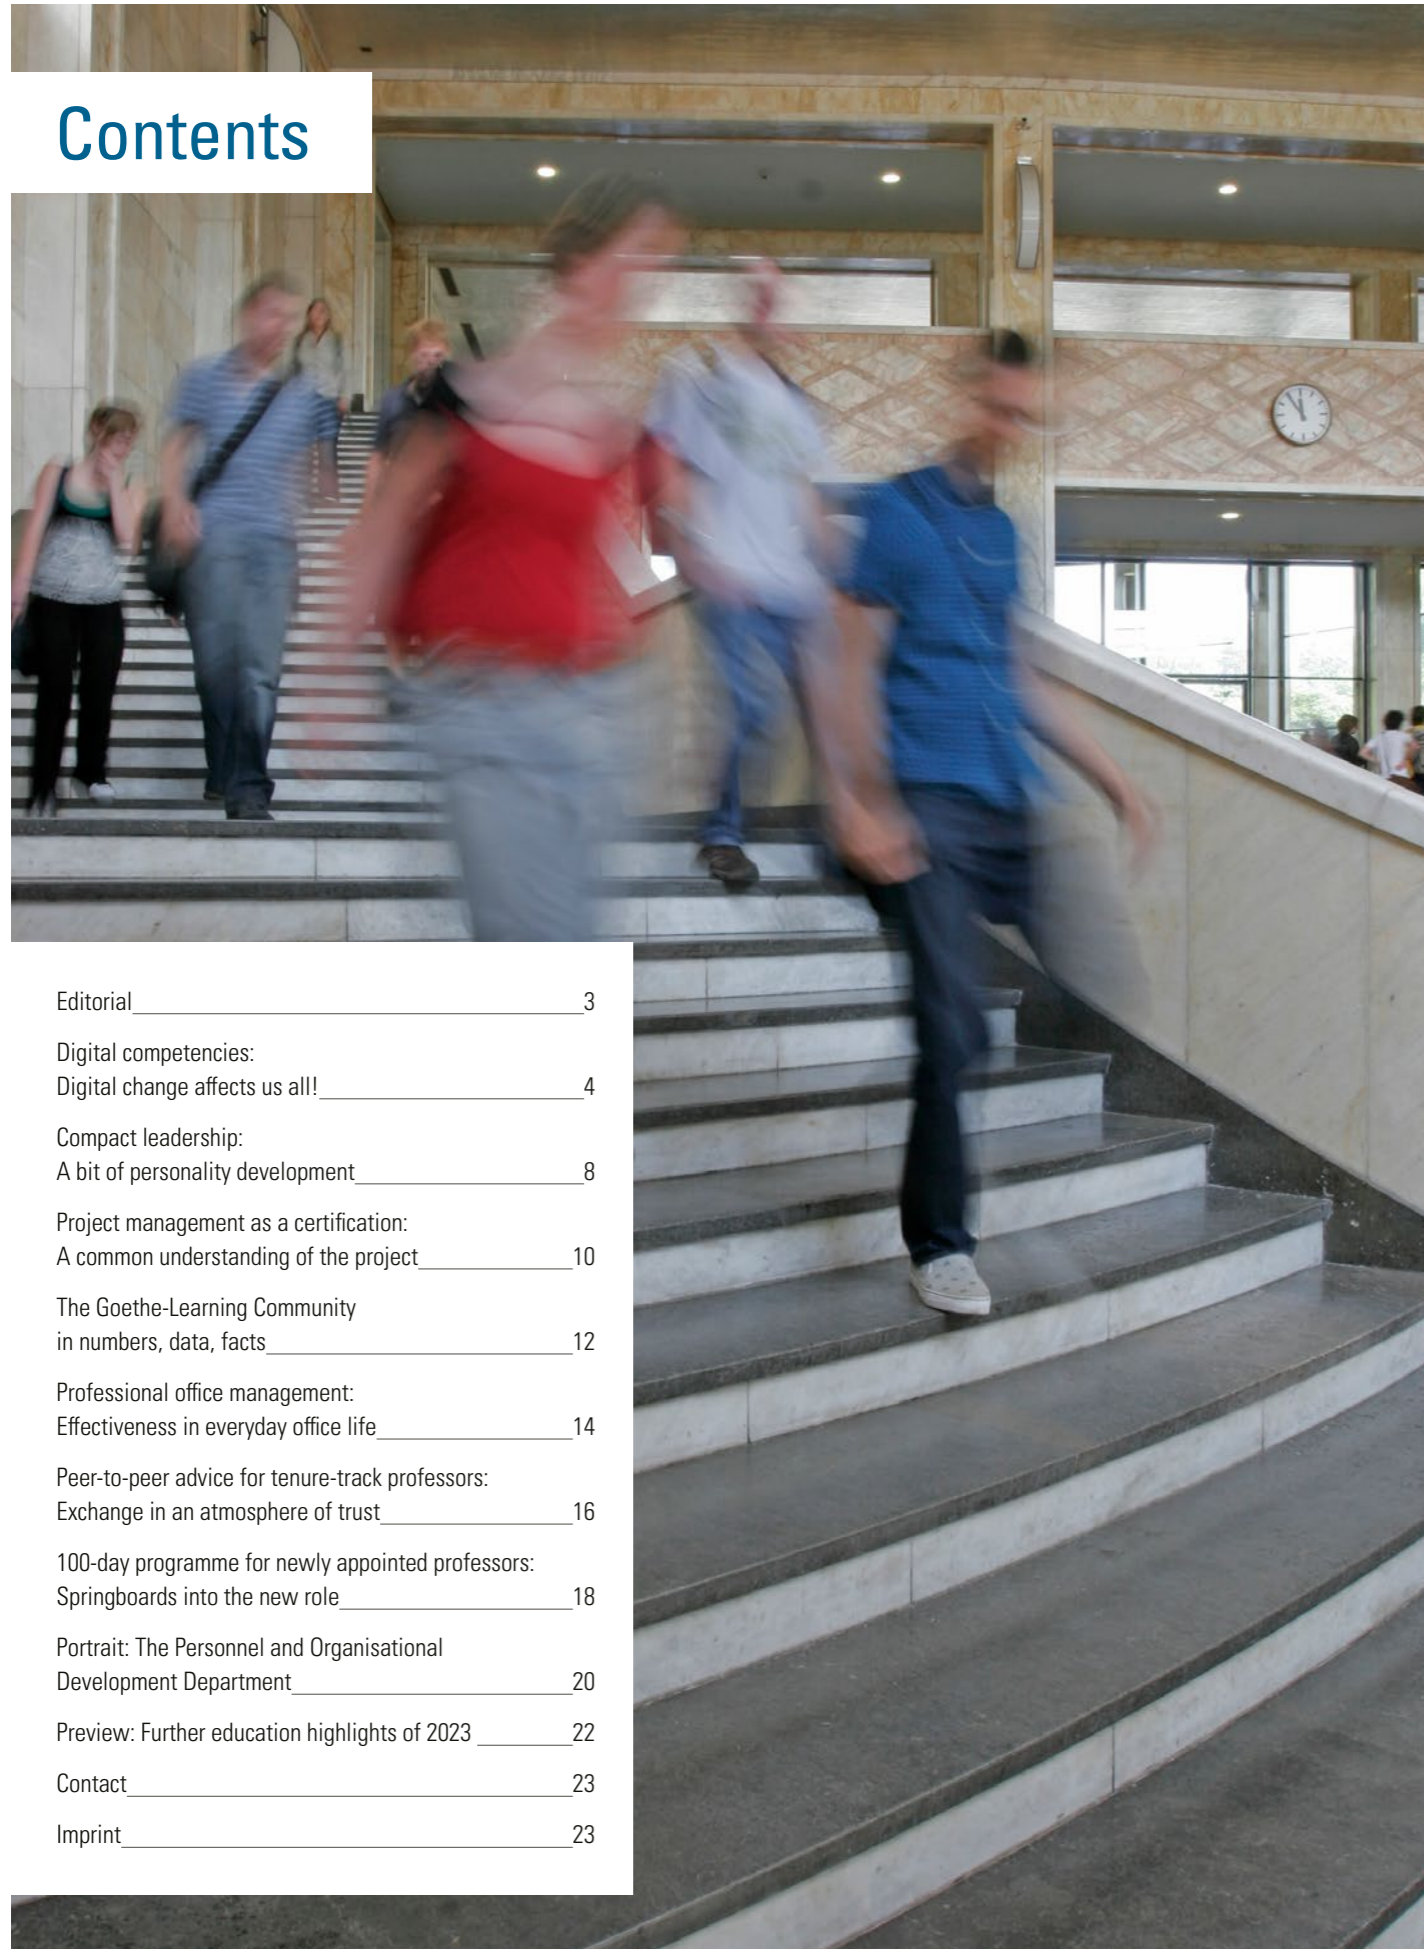 Contents
Editorial 3
Digital competencies:
Digital change affects us all! 4
Compact leadership:
A bit of personality development 8
Project management as a certification:
A common understanding of the project 10
The Goethe-Learning Community
in numbers, data, facts 12
Professional office management:
Effectiveness in everyday office life 14
Peer-to-peer advice for tenure-track professors:
Exchange in an atmosphere of trust 16
100-day programme for newly appointed professors:
Springboards into the new role 18
Portrait: The Personnel and Organisational
Development Department 20
Preview: Further education highlights of 2023 22
Contact 23
Imprint 23